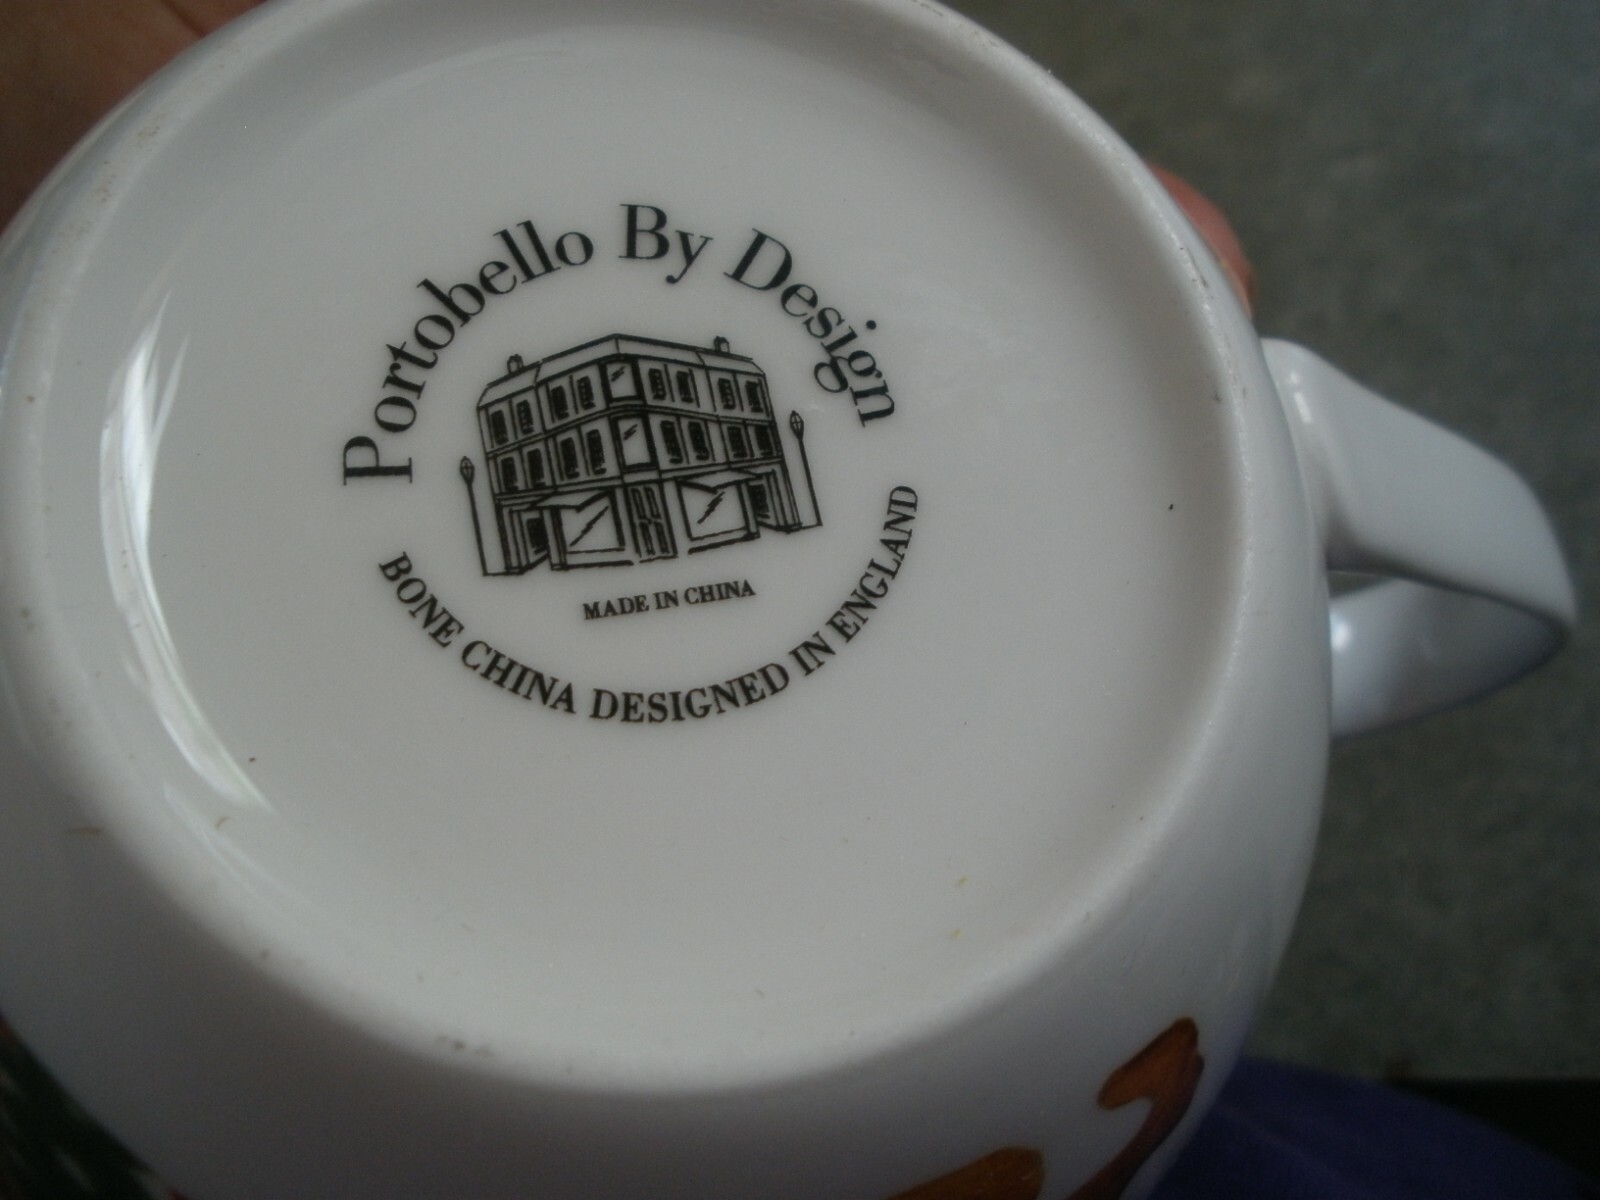 Portobello By Design
MADE IN CHINA
BONE CHINA DESIGNED IN ENGLAND